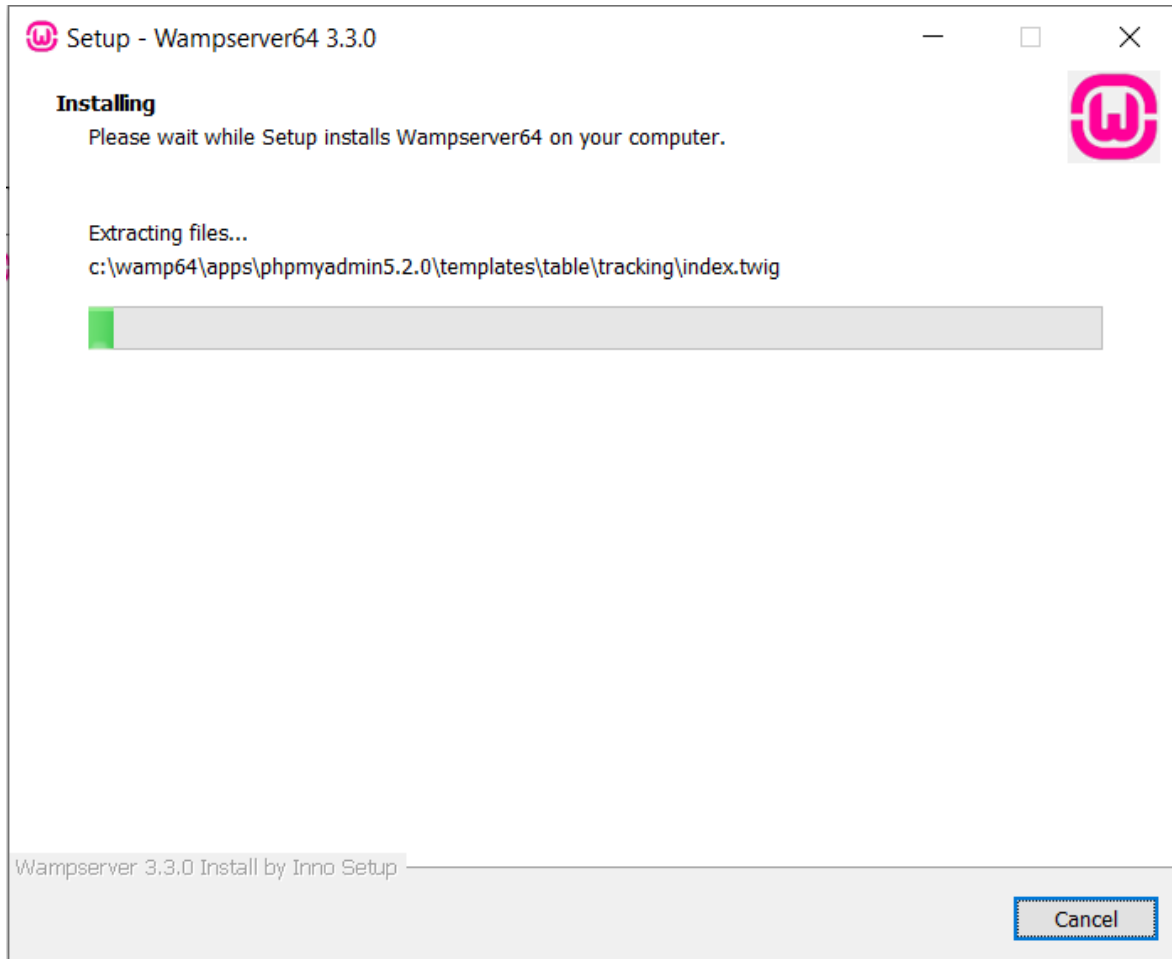 Setup - Wampserver64 3.3.0
Installing
Please wait while Setup installs Wampserver64 on your computer.
Extracting files...
c:\wamp64\apps\phpmyadmin5.2.0\templates\table\tracking\index.twig
Wampserver 3.3.0 Install by Inno Setup
Cancel